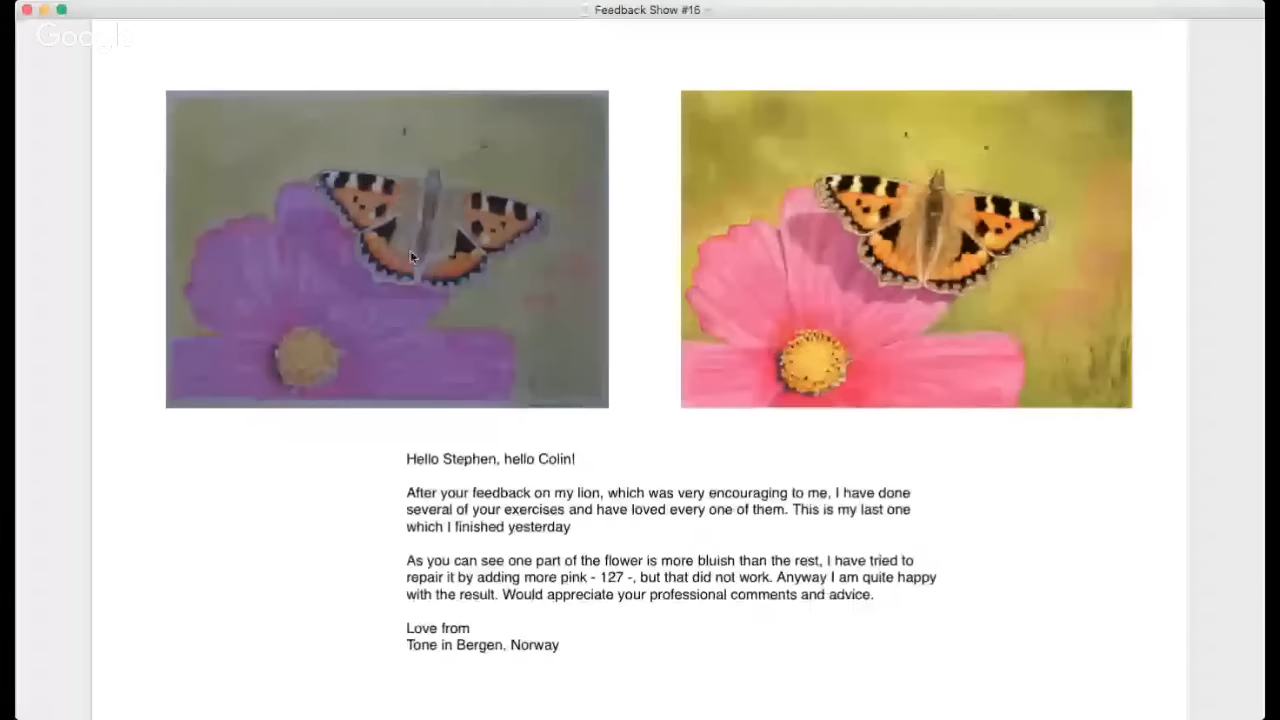 Feedback Show #16
Google
Hello Stephen, hello Colin!
After your feedback on my lion, which was very encouraging to me, I have done
several of your exercises and have loved every one of them. This is my last one
which I finished yesterday
As you can see one part of the flower is more bluish than the rest, I have tried to
repair it by adding more pink - 127 -, but that did not work. Anyway I am quite happy
with the result. Would appreciate your professional comments and advice.
Love from
Tone in Bergen, Norway